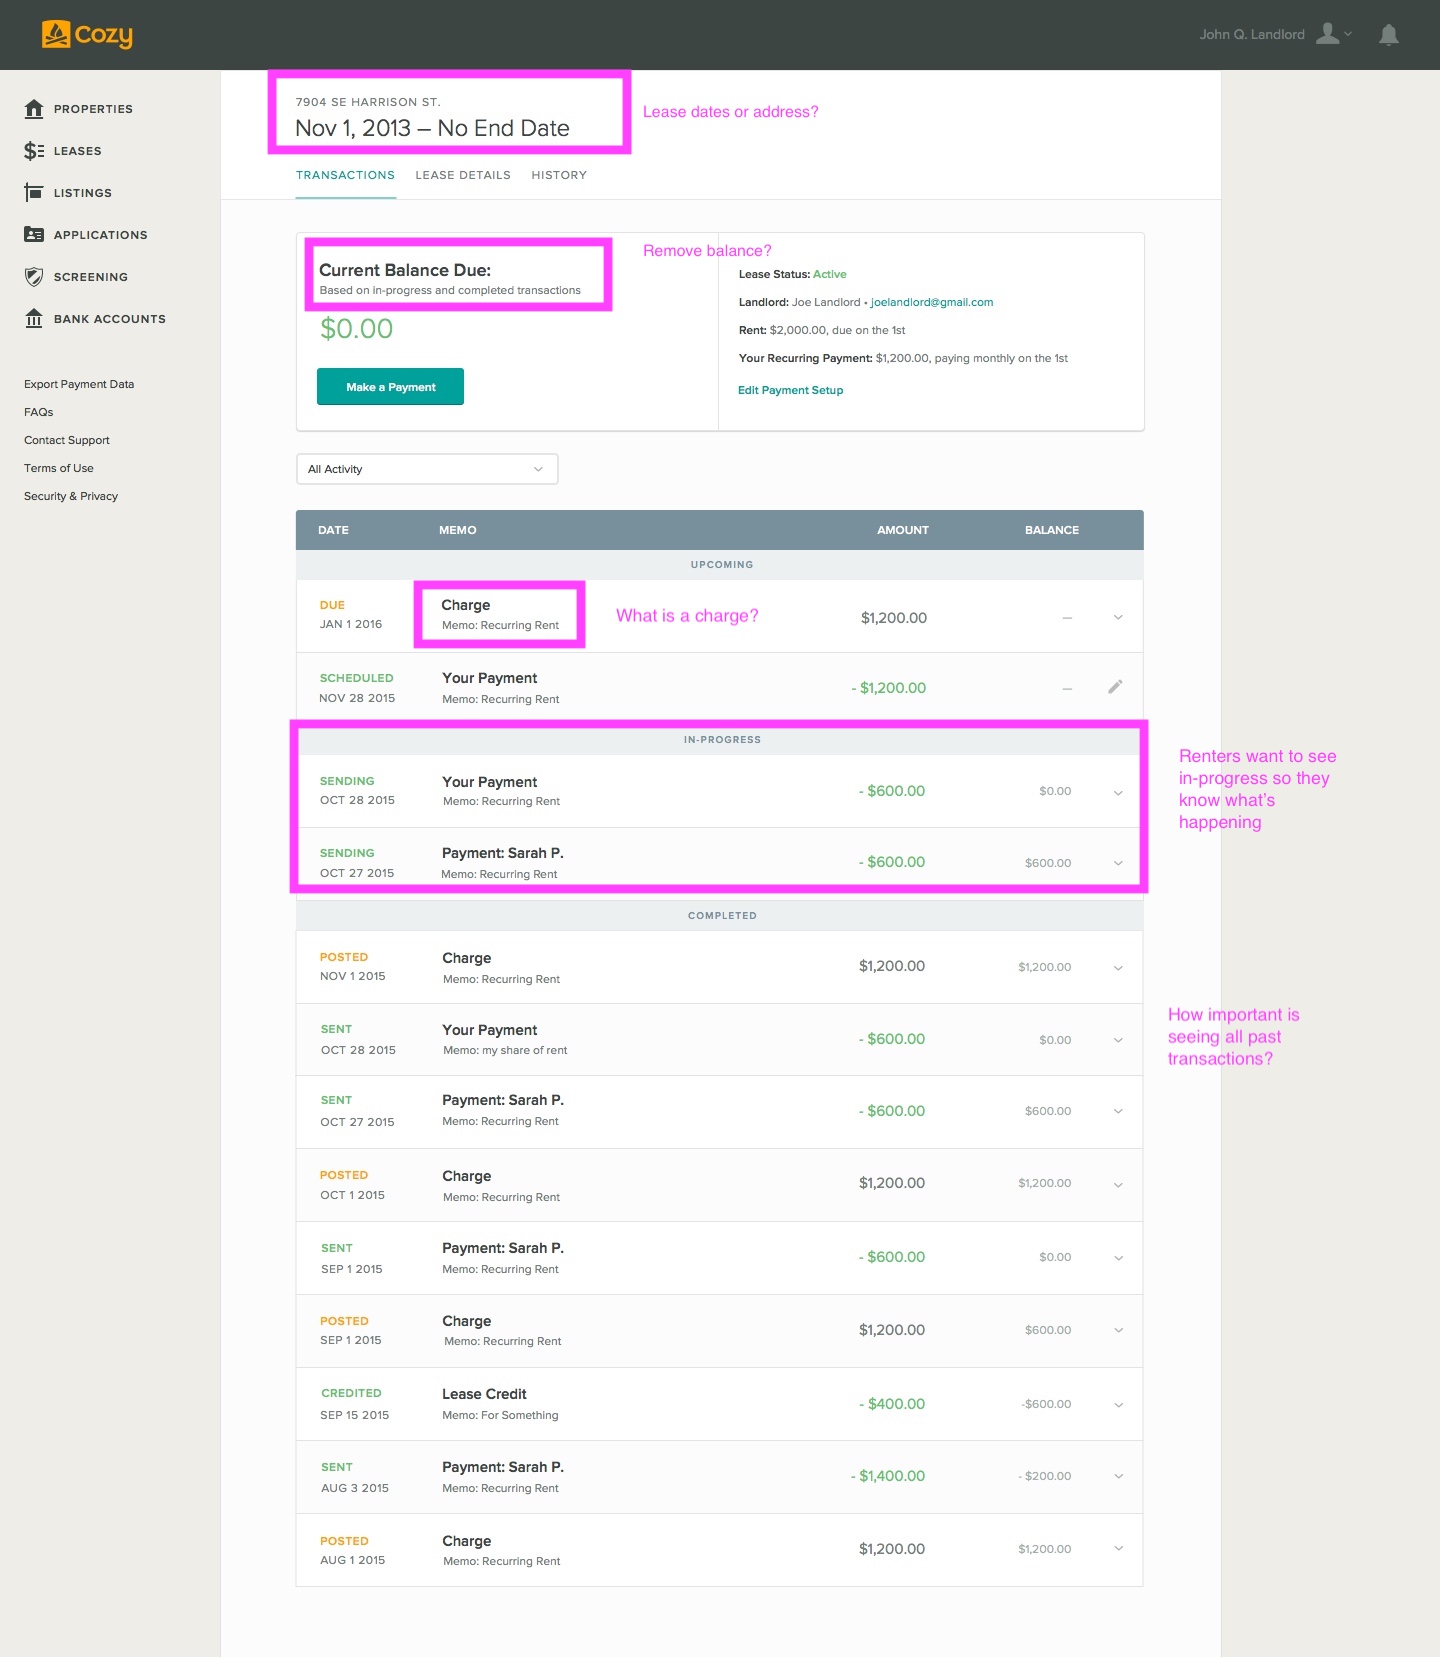 Cozy
John Q. Landlord
PROPERTIES
LEASES
LISTINGS
APPLICATIONS
SCREENING
BANK ACCOUNTS
Export Payment Data
FAQs
Contact Support
Terms of Use
Security & Privacy
7904 SE HARRISON ST.
Nov 1, 2013 – No End Date
Lease dates or address?
TRANSACTIONS LEASE DETAILS HISTORY
Current Balance Due:
Based on in-progress and completed transactions
$0.00
Make a Payment
Remove balance?
Lease Status: Active
Landlord: Joe Landlord • joelandlord@gmail.com
Rent: $2,000.00, due on the 1st
Your Recurring Payment: $1,200.00, paying monthly on the 1st
Edit Payment Setup
All Activity
DATE MEMO AMOUNT BALANCE
UPCOMING
DUE Charge
JAN 1 2016 Memo: Recurring Rent $1,200.00 –
What is a charge?
SCHEDULED Your Payment
NOV 28 2015 Memo: Recurring Rent - $1,200.00 –
IN-PROGRESS
SENDING Your Payment
OCT 28 2015 Memo: Recurring Rent - $600.00 $0.00
SENDING Payment: Sarah P.
OCT 27 2015 Memo: Recurring Rent - $600.00 $600.00
Renters want to see
in-progress so they
know what's
happening
COMPLETED
POSTED Charge
NOV 1 2015 Memo: Recurring Rent $1,200.00 $1,200.00
SENT Your Payment
OCT 28 2015 Memo: my share of rent - $600.00 $0.00
How important is
seeing all past
transactions?
SENT Payment: Sarah P.
OCT 27 2015 Memo: Recurring Rent - $600.00 $600.00
POSTED Charge
OCT 1 2015 Memo: Recurring Rent $1,200.00 $1,200.00
SENT Payment: Sarah P.
SEP 1 2015 Memo: Recurring Rent - $600.00 $0.00
POSTED Charge
SEP 1 2015 Memo: Recurring Rent $1,200.00 $600.00
CREDITED Lease Credit
SEP 15 2015 Memo: For Something - $400.00 -$600.00
SENT Payment: Sarah P.
AUG 3 2015 Memo: Recurring Rent - $1,400.00 - $200.00
POSTED Charge
AUG 1 2015 Memo: Recurring Rent $1,200.00 $1,200.00